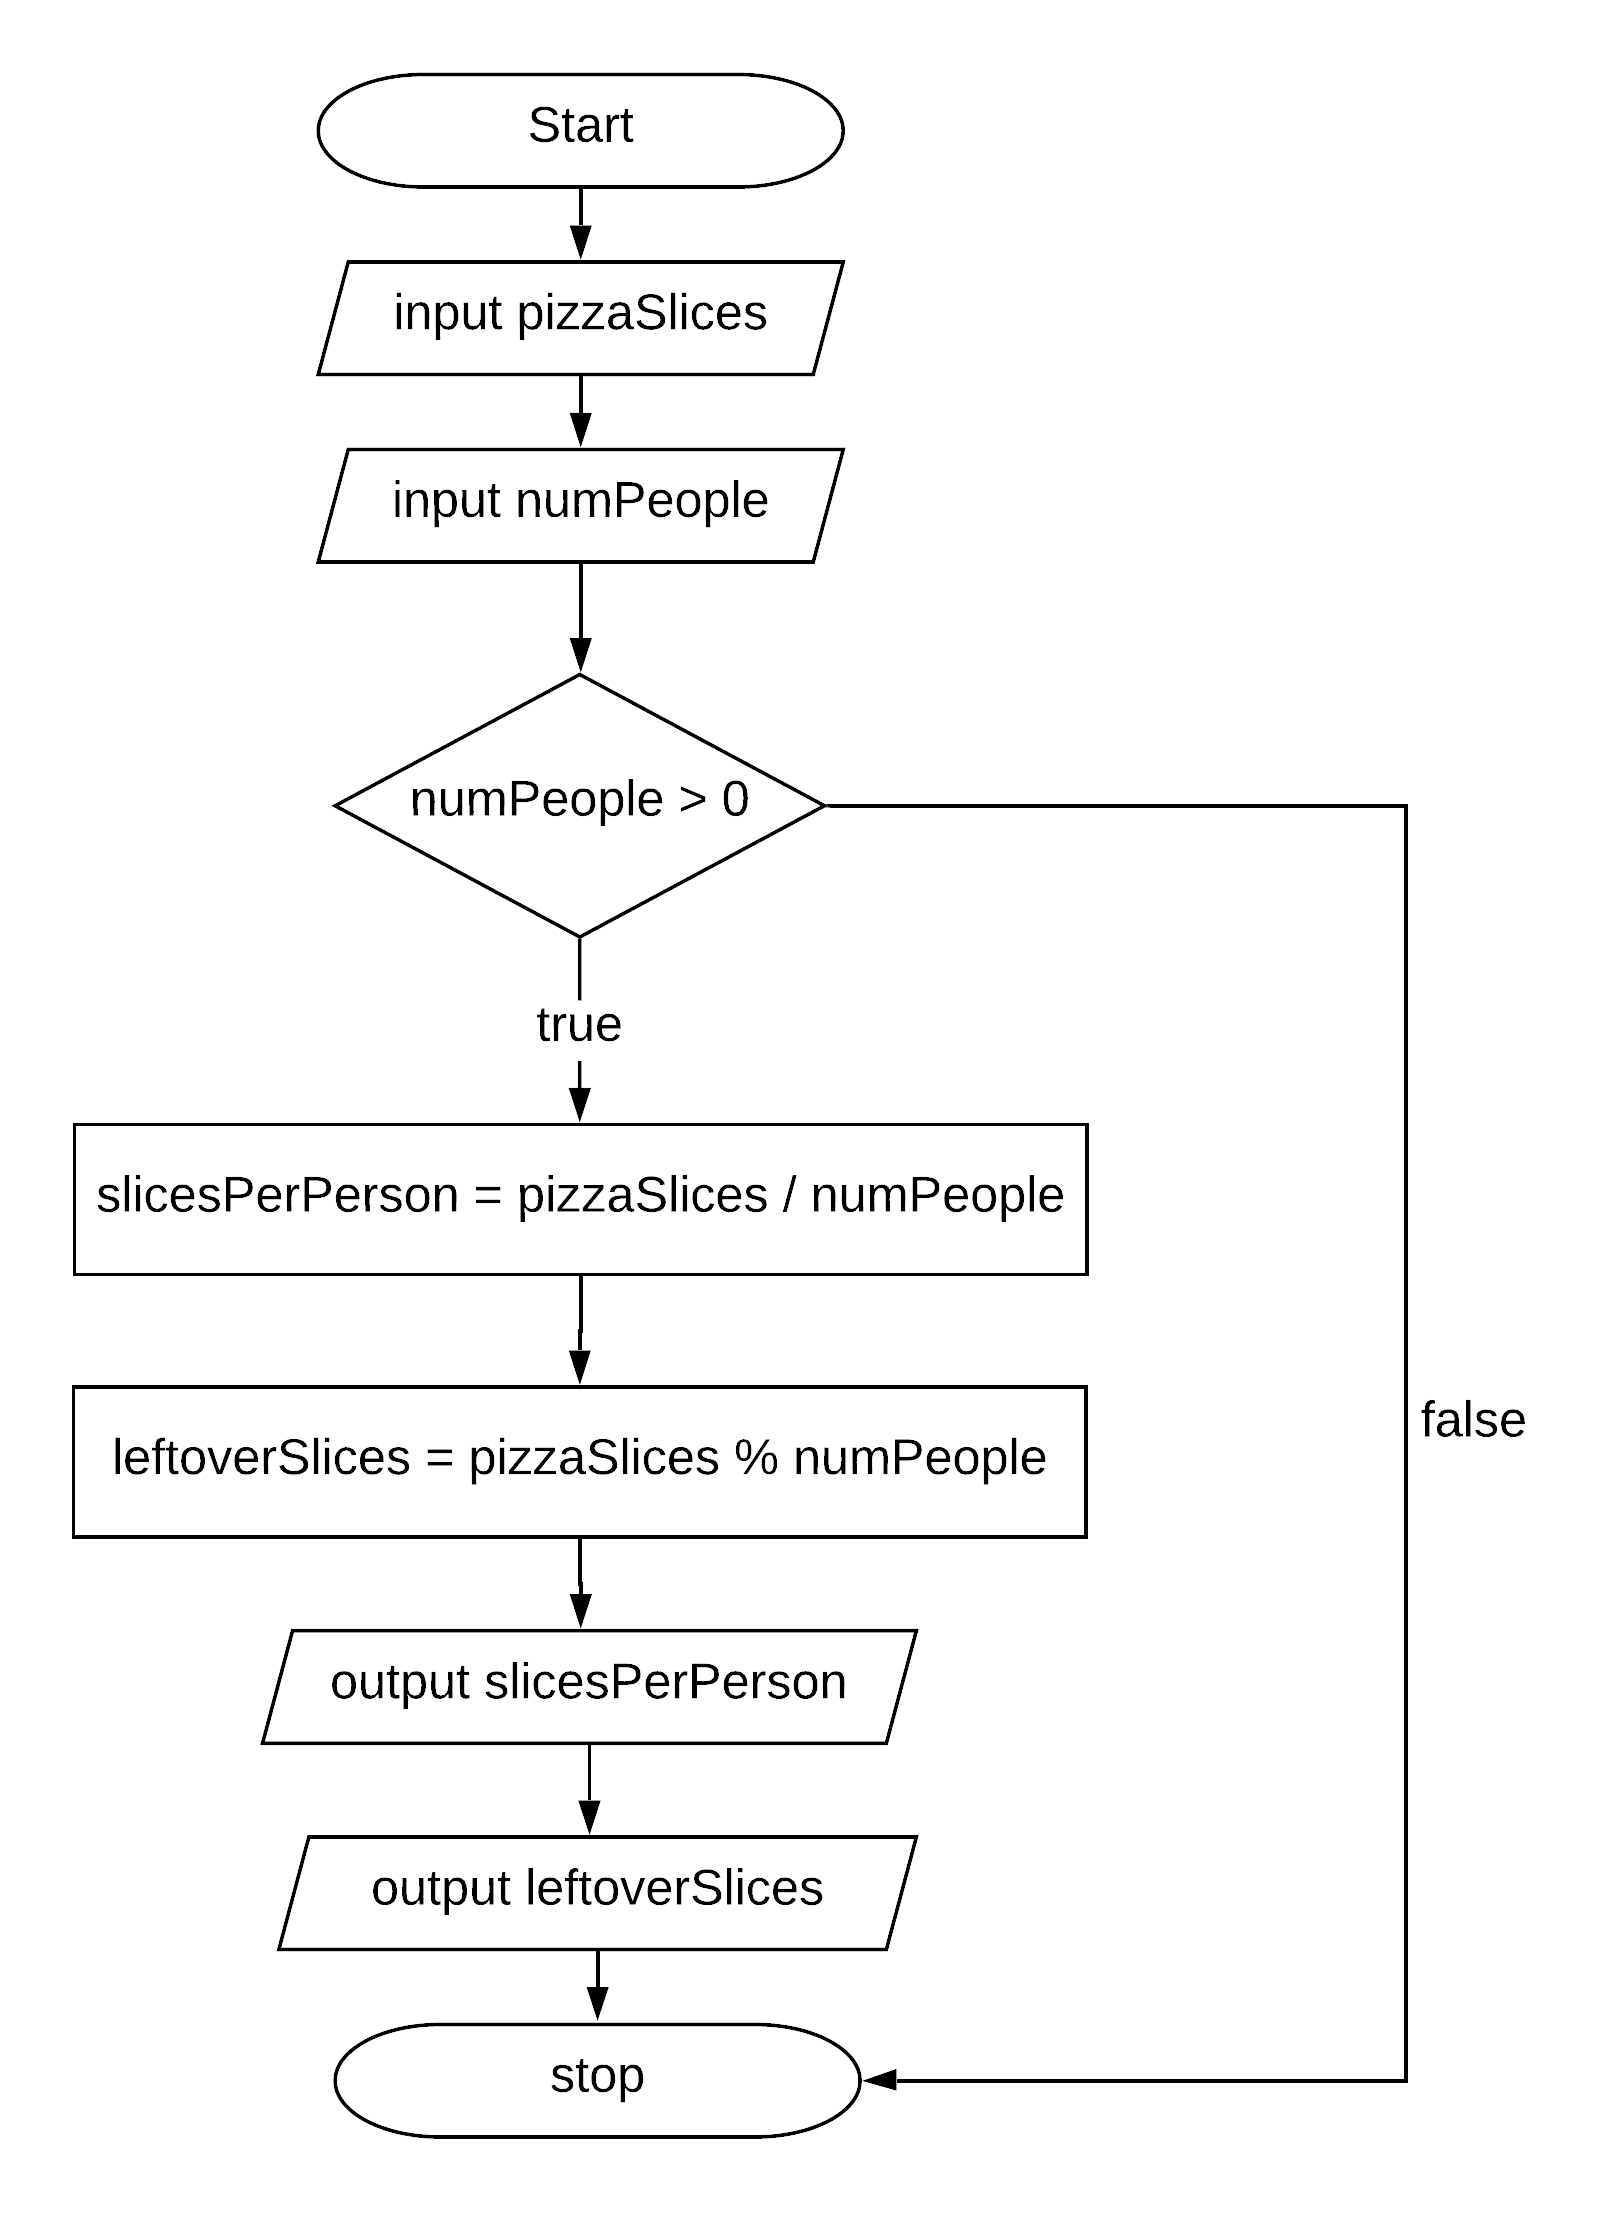 Start
input pizzaSlices
input numPeople
numPeople > 0
true
slicesPerPerson = pizzaSlices / numPeople
leftoverSlices = pizzaSlices % numPeople
false
output slicesPerPerson
output leftoverSlices
stop